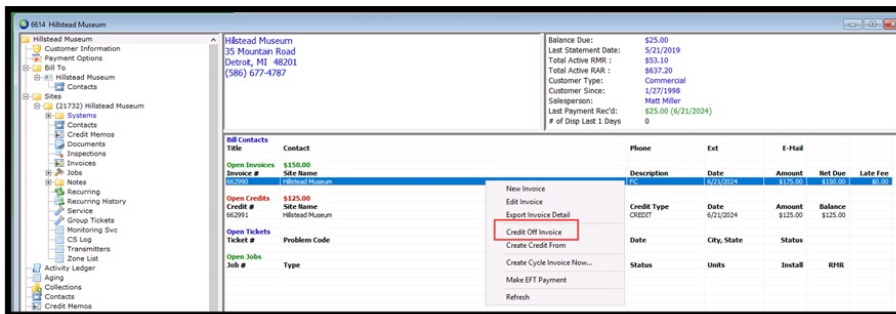 6614 Hillstead Museum
Hillstead Museum
Customer Information
Payment Options
Bill To
Hillstead Museum
Contacts
Sites
(21732) Hillstead Museum
Systems
Contacts
Credit Memos
Documents
Inspections
Invoices
Jobs
Notes
Recurring
Recurring History
Service
Group Tickets
Monitoring Svc
CS Log
Transmitters
Zone List
Activity Ledger
Aging
Collections
Contacts
Credit Memos
Hillstead Museum
35 Mountain Road
Detroit, MI 48201
(586) 677-4787
Balance Due: $25.00
Last Statement Date: 5/21/2019
Total Active RMR : $53.10
Total Active RAR : $637.20
Customer Type: Commercial
Customer Since: 1/27/1998
Salesperson: Matt Miller
Last Payment Rec'd: $25.00 (6/21/2024)
# of Disp Last 1 Days 0
Bill Contacts
Title Contact Phone Ext E-Mail
Open Invoices $150.00
Invoice # Site Name Description Date Amount Net Due Late Fee
662990 Hillstead Museum PC 6/21/2024 $175.00 $150.00 $0.00
Open Credits $125.00
Credit # Site Name Credit Type Date Amount Balance
662991 Hillstead Museum CREDIT 6/21/2024 $125.00 $125.00
Open Tickets
Ticket # Problem Code Date City, State Status
Open Jobs
Job # Type Status Units Install RMR
New Invoice
Edit Invoice
Export Invoice Detail
Credit Off Invoice
Create Credit From
Create Cycle Invoice Now...
Make EFT Payment
Refresh